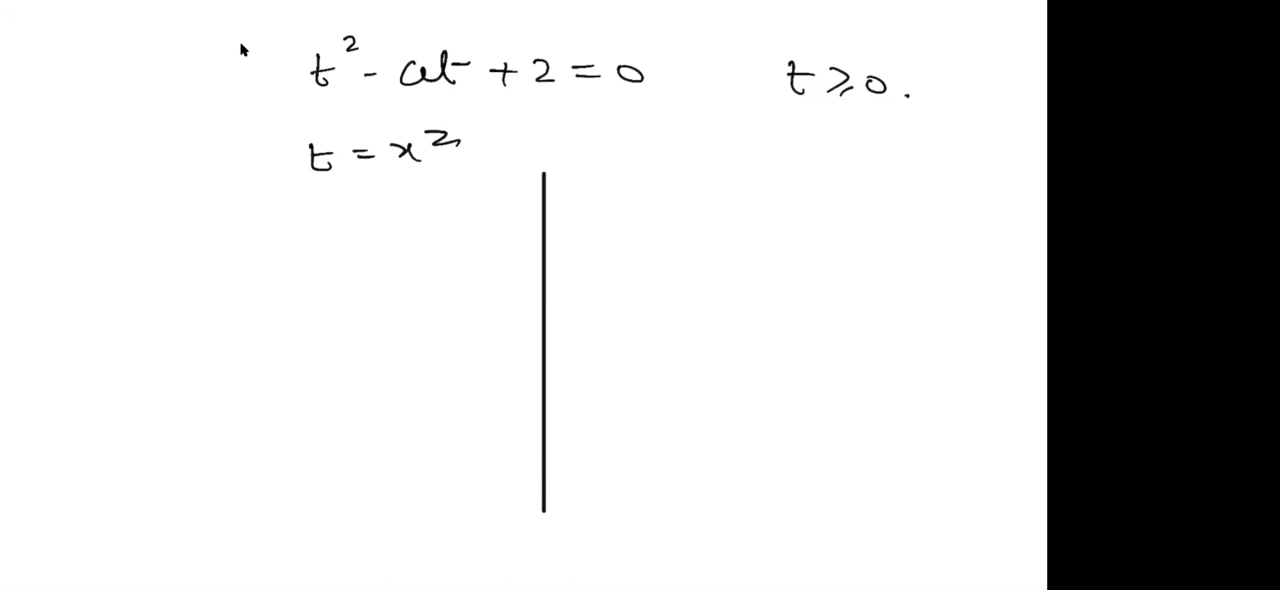 t² - at + 2 = 0 t ≥ 0.
t = x²